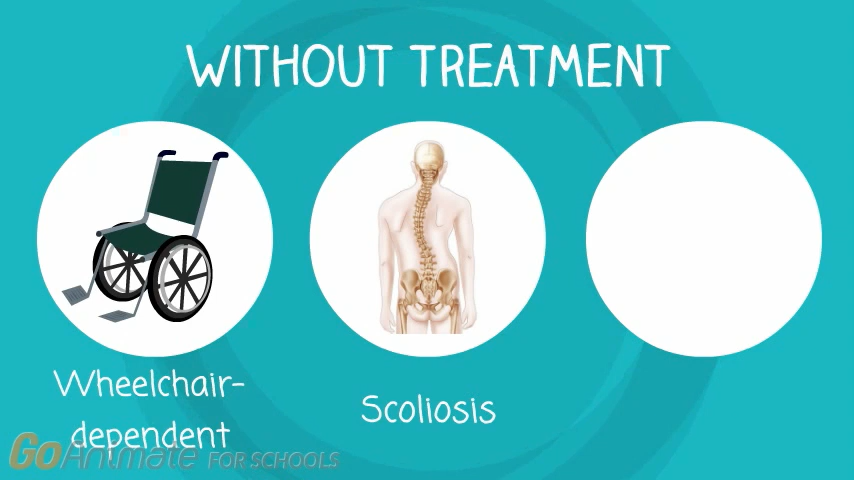 WITHOUT TREATMENT
Wheelchair-
dependent
Scoliosis
GoAnimate FOR SCHOOLS